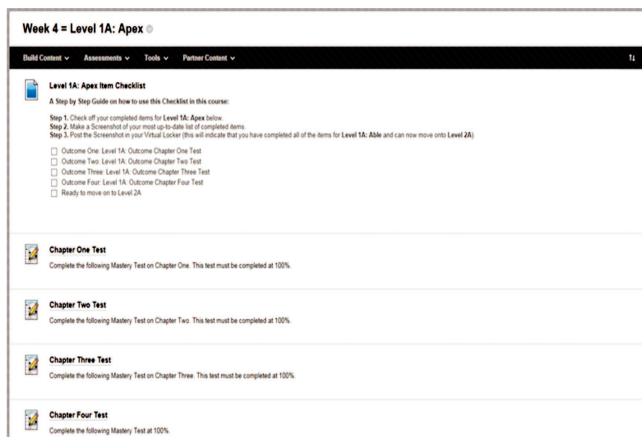 Week 4 = Level 1A: Apex
Build Content Assessments Tools Partner Content
Level 1A: Apex Item Checklist
A Step by Step Guide on how to use this Checklist in this course:
Step 1. Check off your completed items for Level 1A: Apex below.
Step 2. Make a Screenshot of your most up-to-date list of completed items.
Step 3. Post the Screenshot in your Virtual Locker (this will indicate that you have completed all of the items for Level 1A: Able and can now move onto Level 2A)
Outcome One: Level 1A: Outcome Chapter One Test
Outcome Two: Level 1A: Outcome Chapter Two Test
Outcome Three: Level 1A: Outcome Chapter Three Test
Outcome Four: Level 1A: Outcome Chapter Four Test
Ready to move on to Level 2A
Chapter One Test
Complete the following Mastery Test on Chapter One. This test must be completed at 100%.
Chapter Two Test
Complete the following Mastery Test on Chapter Two. This test must be completed at 100%.
Chapter Three Test
Complete the following Mastery Test on Chapter Three. This test must be completed at 100%.
Chapter Four Test
Complete the following Mastery Test at 100%.